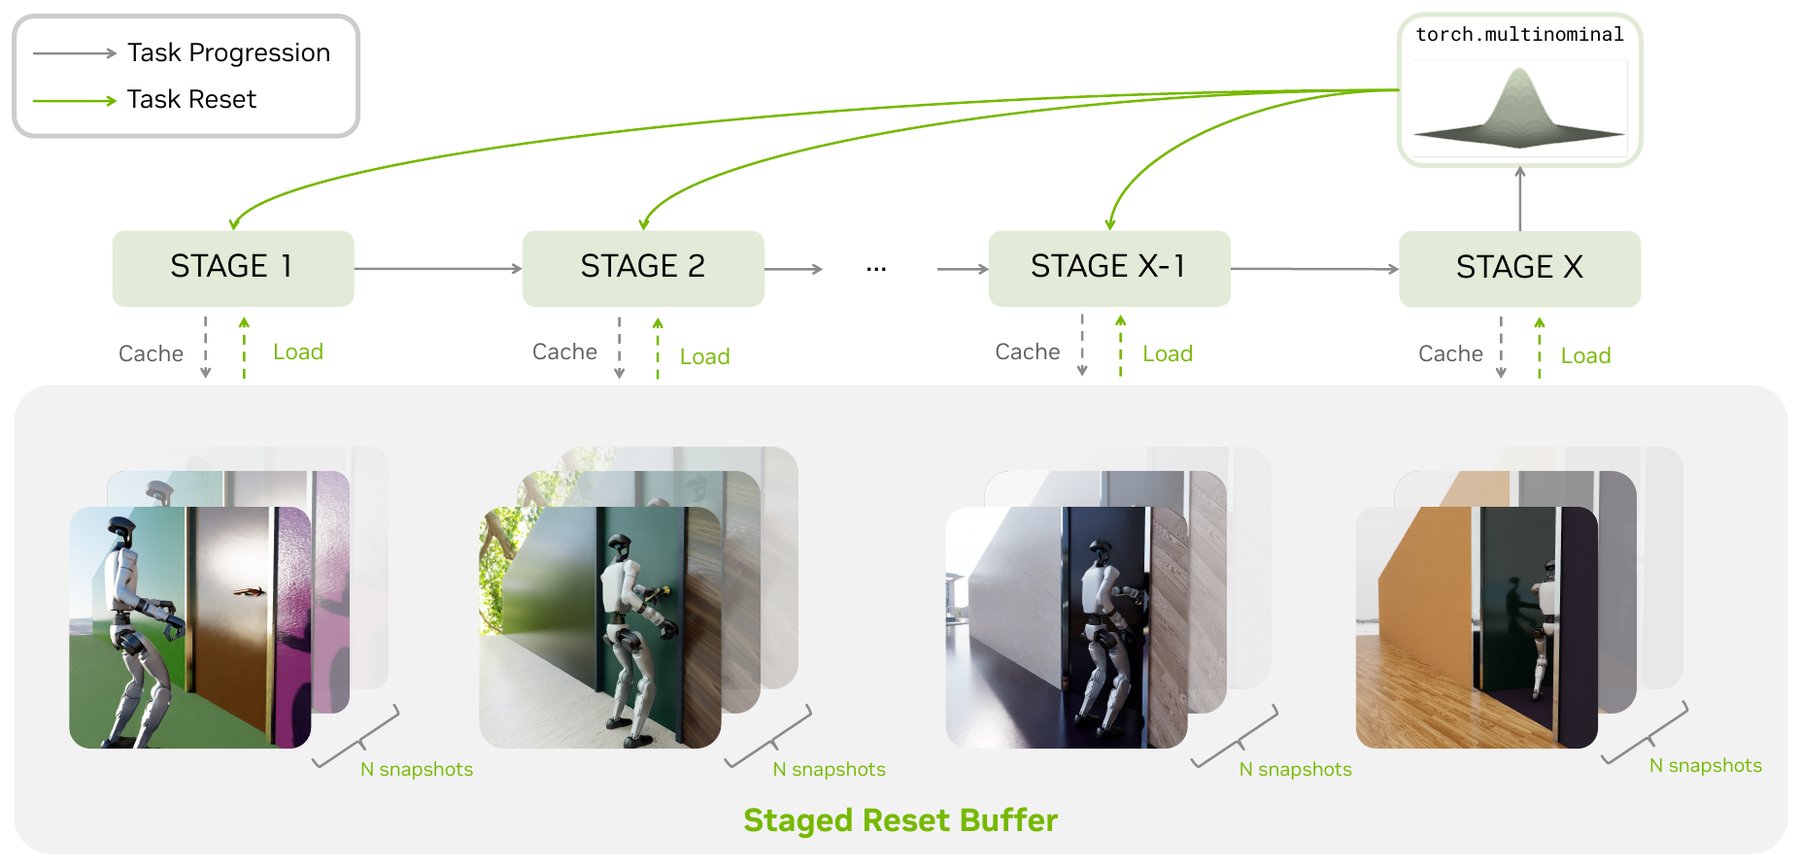 Task Progression
Task Reset
torch.multinominal
STAGE 1
STAGE 2
...
STAGE X-1
STAGE X
Cache
Load
Cache
Load
Cache
Load
Cache
Load
N snapshots
N snapshots
N snapshots
N snapshots
Staged Reset Buffer